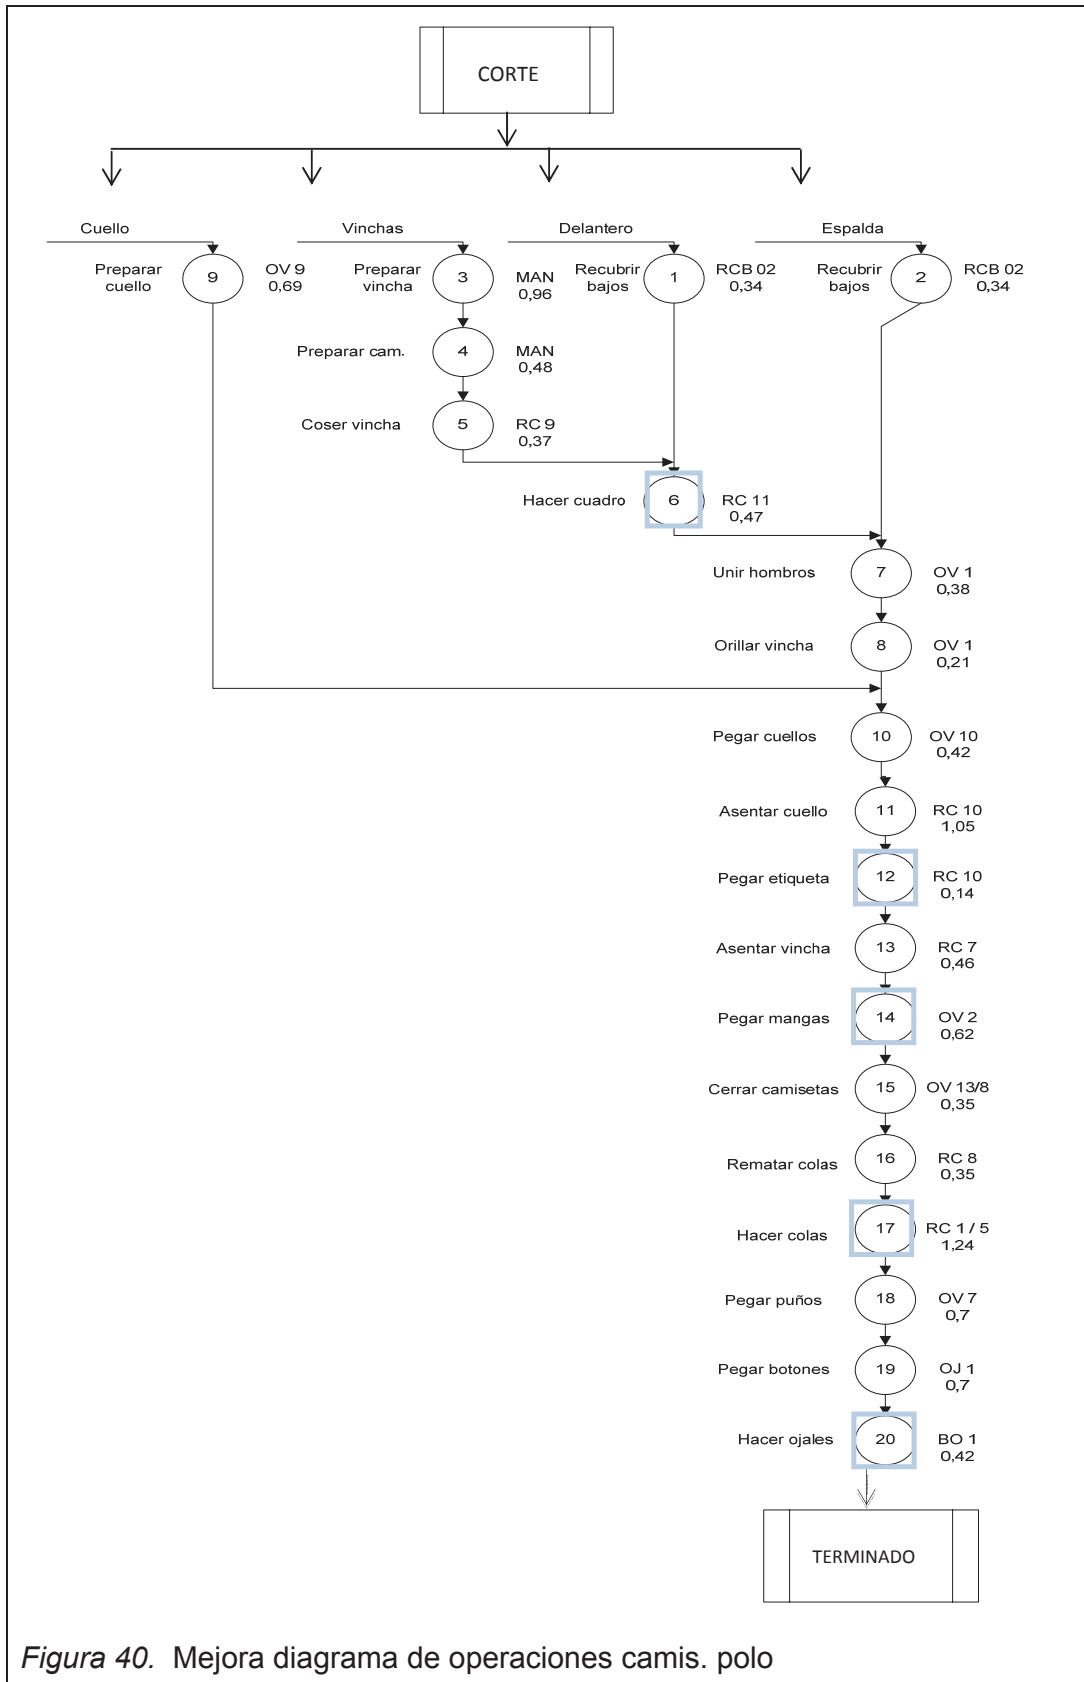 CORTE
Cuello
Vinchas
Delantero
Espalda
Preparar
cuello
9
OV 9
0,69
Preparar
vincha
3
MAN
0,96
Recubrir
bajos
1
RCB 02
0,34
Recubrir
bajos
2
RCB 02
0,34
Preparar cam.
4
MAN
0,48
Coser vincha
5
RC 9
0,37
Hacer cuadro
6
RC 11
0,47
Unir hombros
7
OV 1
0,38
Orillar vincha
8
OV 1
0,21
Pegar cuellos
10
OV 10
0,42
Asentar cuello
11
RC 10
1,05
Pegar etiqueta
12
RC 10
0,14
Asentar vincha
13
RC 7
0,46
Pegar mangas
14
OV 2
0,62
Cerrar camisetas
15
OV 13/8
0,35
Rematar colas
16
RC 8
0,35
Hacer colas
17
RC 1 / 5
1,24
Pegar puños
18
OV 7
0,7
Pegar botones
19
OJ 1
0,7
Hacer ojales
20
BO 1
0,42
TERMINADO
Figura 40. Mejora diagrama de operaciones camis. polo